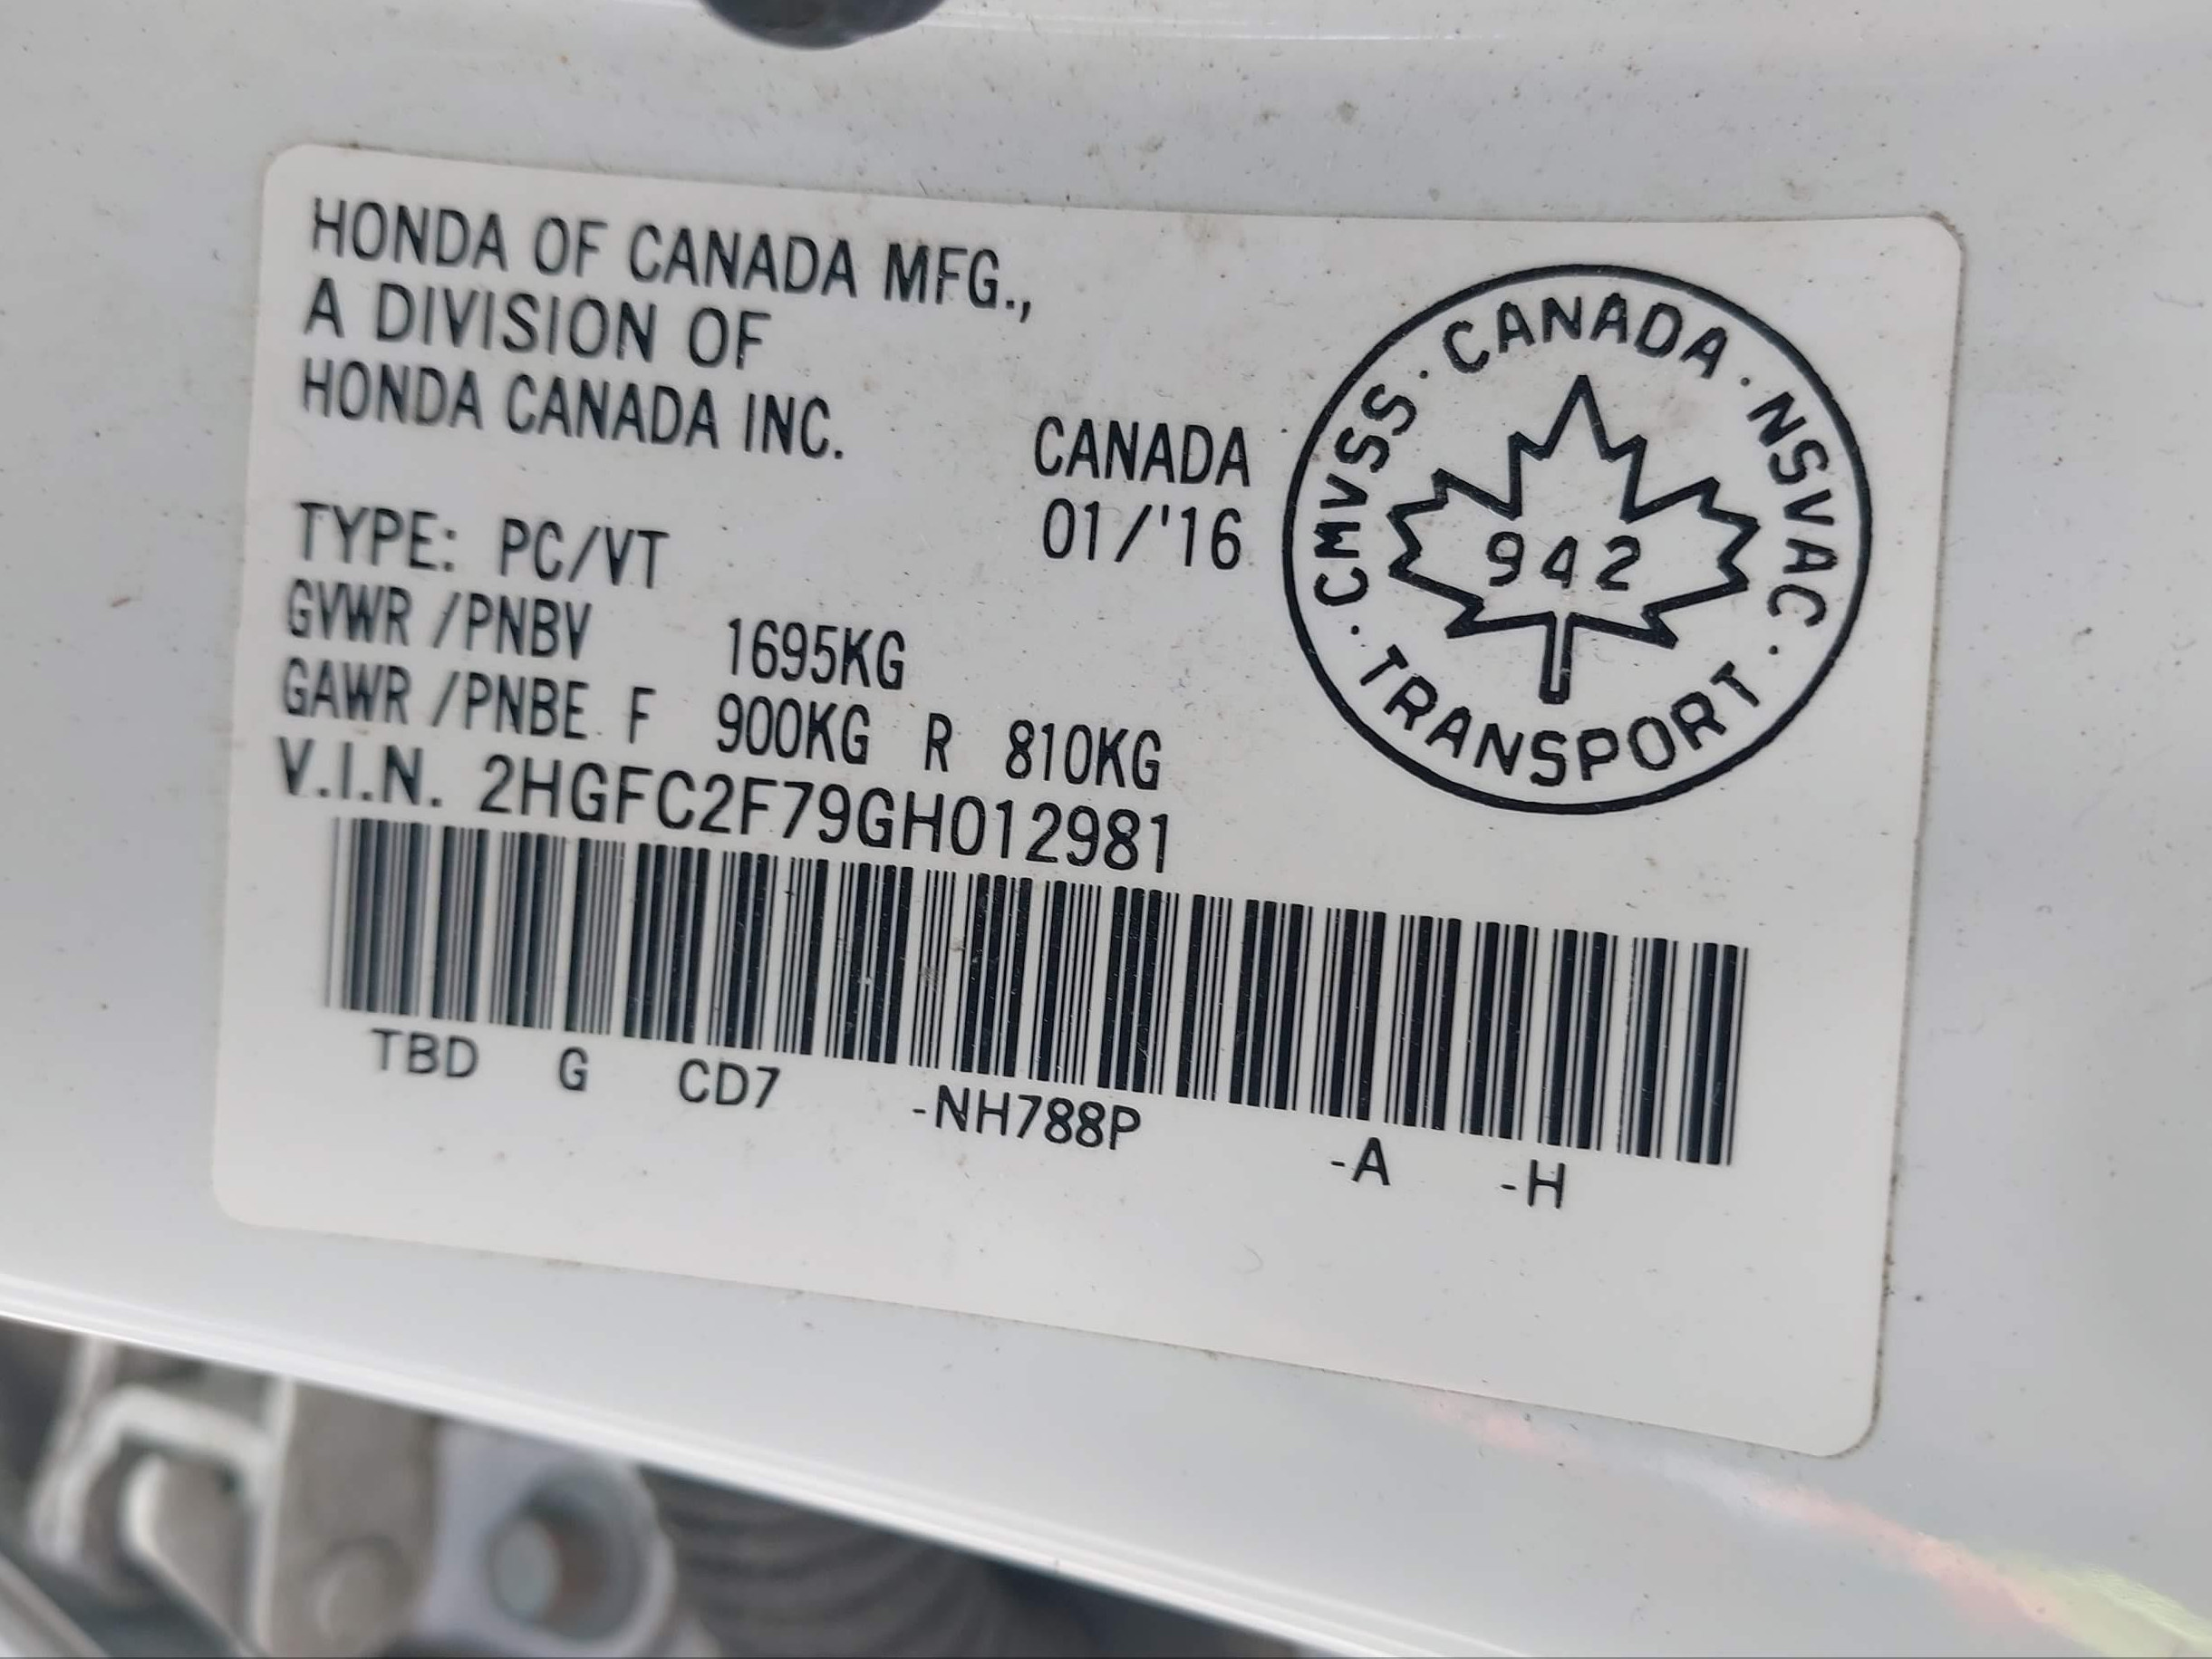 HONDA OF CANADA MFG.,
A DIVISION OF
HONDA CANADA INC.
CANADA
01/'16
TYPE: PC/VT
GVWR /PNBV 1695KG
GAWR /PNBE F 900KG R 810KG
V.I.N. 2HGFC2F79GH012981
TBD G CD7 -NH788P -A -H
CMVSS · CANADA · NSVAC · TRANSPORT ·
942